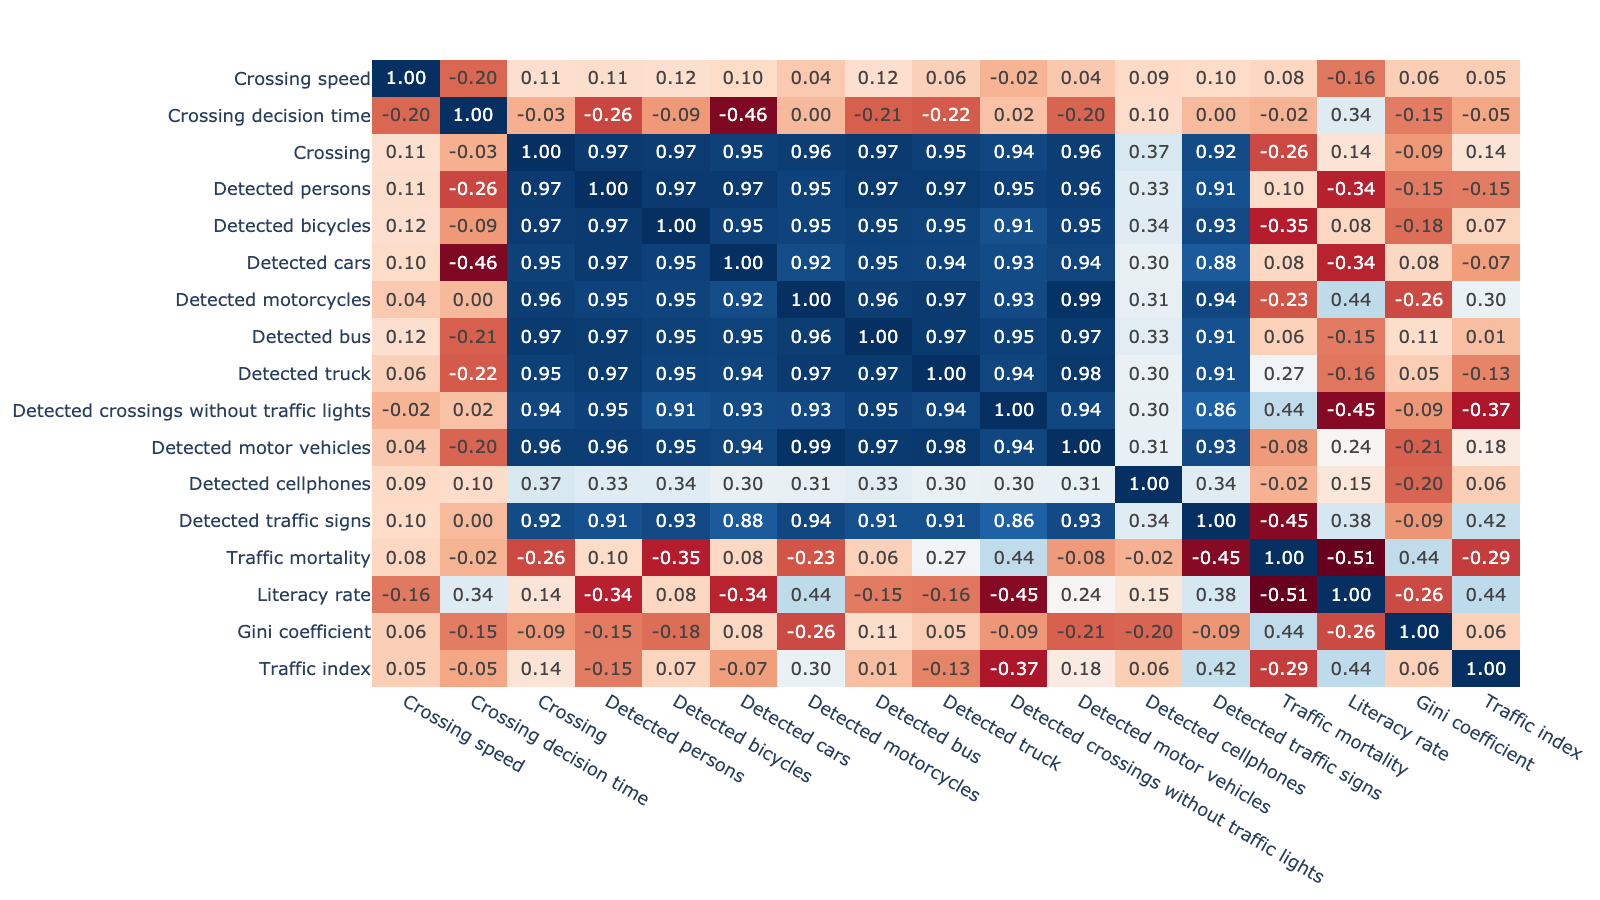 Crossing speed 1.00 -0.20 0.11 0.11 0.12 0.10 0.04 0.12 0.06 -0.02 0.04 0.09 0.10 0.08 -0.16 0.06 0.05
Crossing decision time -0.20 1.00 -0.03 -0.26 -0.09 -0.46 0.00 -0.21 -0.22 0.02 -0.20 0.10 0.00 -0.02 0.34 -0.15 -0.05
Crossing 0.11 -0.03 1.00 0.97 0.97 0.95 0.96 0.97 0.95 0.94 0.96 0.37 0.92 -0.26 0.14 -0.09 0.14
Detected persons 0.11 -0.26 0.97 1.00 0.97 0.97 0.95 0.97 0.97 0.95 0.96 0.33 0.91 0.10 -0.34 -0.15 -0.15
Detected bicycles 0.12 -0.09 0.97 0.97 1.00 0.95 0.95 0.95 0.95 0.91 0.95 0.34 0.93 -0.35 0.08 -0.18 0.07
Detected cars 0.10 -0.46 0.95 0.97 0.95 1.00 0.92 0.95 0.94 0.93 0.94 0.30 0.88 0.08 -0.34 0.08 -0.07
Detected motorcycles 0.04 0.00 0.96 0.95 0.95 0.92 1.00 0.96 0.97 0.93 0.99 0.31 0.94 -0.23 0.44 -0.26 0.30
Detected bus 0.12 -0.21 0.97 0.97 0.95 0.95 0.96 1.00 0.97 0.95 0.97 0.33 0.91 0.06 -0.15 0.11 0.01
Detected truck 0.06 -0.22 0.95 0.97 0.95 0.94 0.97 0.97 1.00 0.94 0.98 0.30 0.91 0.27 -0.16 0.05 -0.13
Detected crossings without traffic lights -0.02 0.02 0.94 0.95 0.91 0.93 0.93 0.95 0.94 1.00 0.94 0.30 0.86 0.44 -0.45 -0.09 -0.37
Detected motor vehicles 0.04 -0.20 0.96 0.96 0.95 0.94 0.99 0.97 0.98 0.94 1.00 0.31 0.93 -0.08 0.24 -0.21 0.18
Detected cellphones 0.09 0.10 0.37 0.33 0.34 0.30 0.31 0.33 0.30 0.30 0.31 1.00 0.34 -0.02 0.15 -0.20 0.06
Detected traffic signs 0.10 0.00 0.92 0.91 0.93 0.88 0.94 0.91 0.91 0.86 0.93 0.34 1.00 -0.45 0.38 -0.09 0.42
Traffic mortality 0.08 -0.02 -0.26 0.10 -0.35 0.08 -0.23 0.06 0.27 0.44 -0.08 -0.02 -0.45 1.00 -0.51 0.44 -0.29
Literacy rate -0.16 0.34 0.14 -0.34 0.08 -0.34 0.44 -0.15 -0.16 -0.45 0.24 0.15 0.38 -0.51 1.00 -0.26 0.44
Gini coefficient 0.06 -0.15 -0.09 -0.15 -0.18 0.08 -0.26 0.11 0.05 -0.09 -0.21 -0.20 -0.09 0.44 -0.26 1.00 0.06
Traffic index 0.05 -0.05 0.14 -0.15 0.07 -0.07 0.30 0.01 -0.13 -0.37 0.18 0.06 0.42 -0.29 0.44 0.06 1.00
Crossing speed
Crossing decision time
Crossing
Detected persons
Detected bicycles
Detected cars
Detected motorcycles
Detected bus
Detected truck
Detected crossings without traffic lights
Detected motor vehicles
Detected cellphones
Detected traffic signs
Traffic mortality
Literacy rate
Gini coefficient
Traffic index